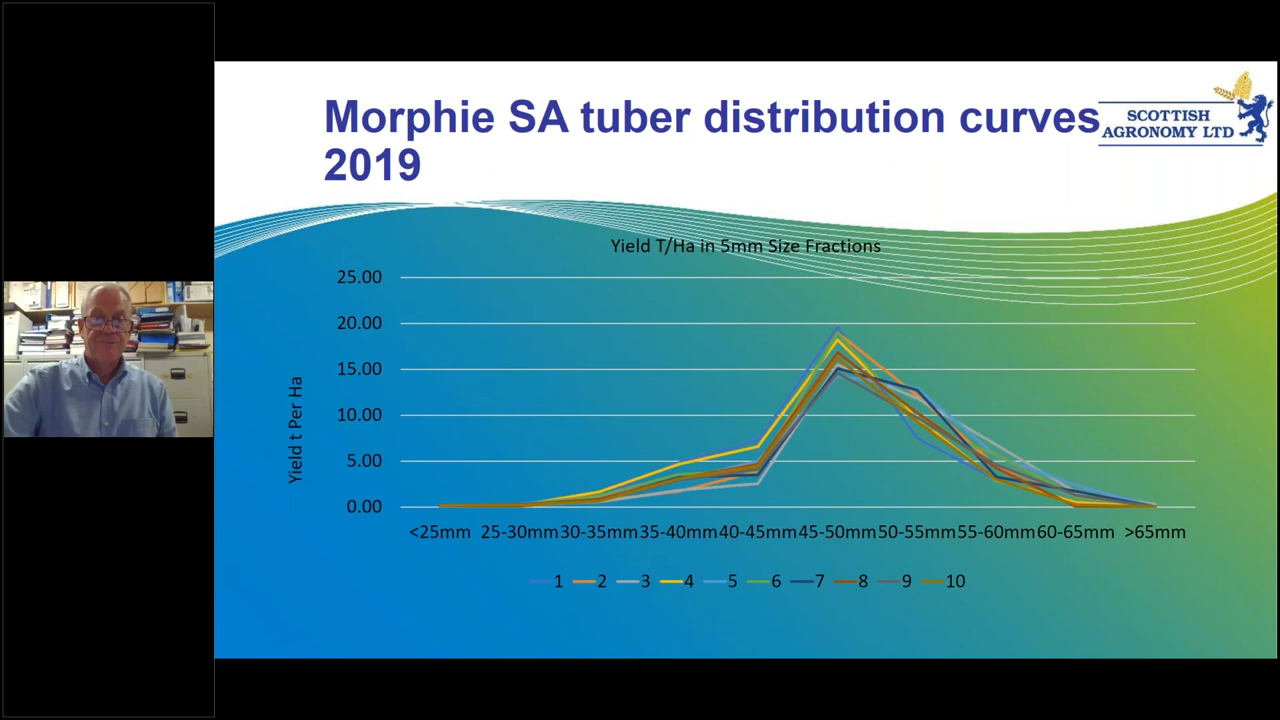 Morphie SA tuber distribution curves
2019
SCOTTISH
AGRONOMY LTD
Yield T/Ha in 5mm Size Fractions
Yield t Per Ha
25.00
20.00
15.00
10.00
5.00
0.00
<25mm 25-30mm 30-35mm 35-40mm 40-45mm 45-50mm 50-55mm 55-60mm 60-65mm >65mm
1 2 3 4 5 6 7 8 9 10